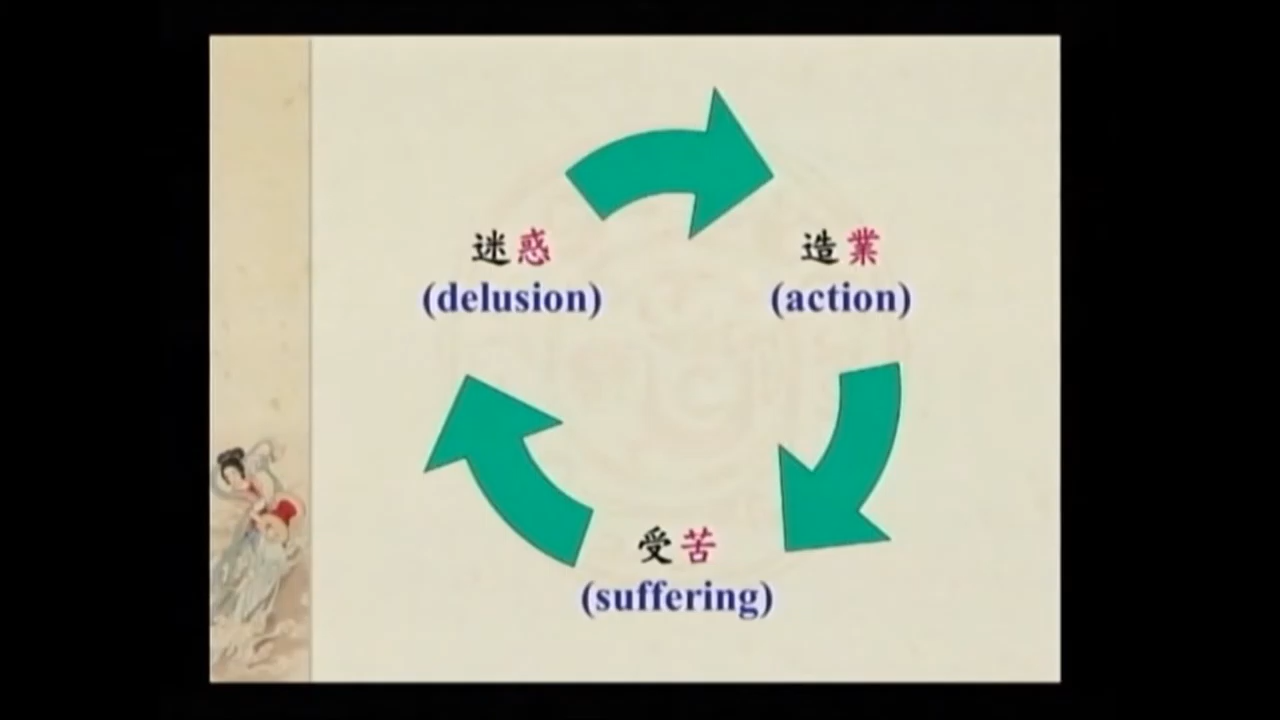 迷惑
(delusion)
造業
(action)
受苦
(suffering)